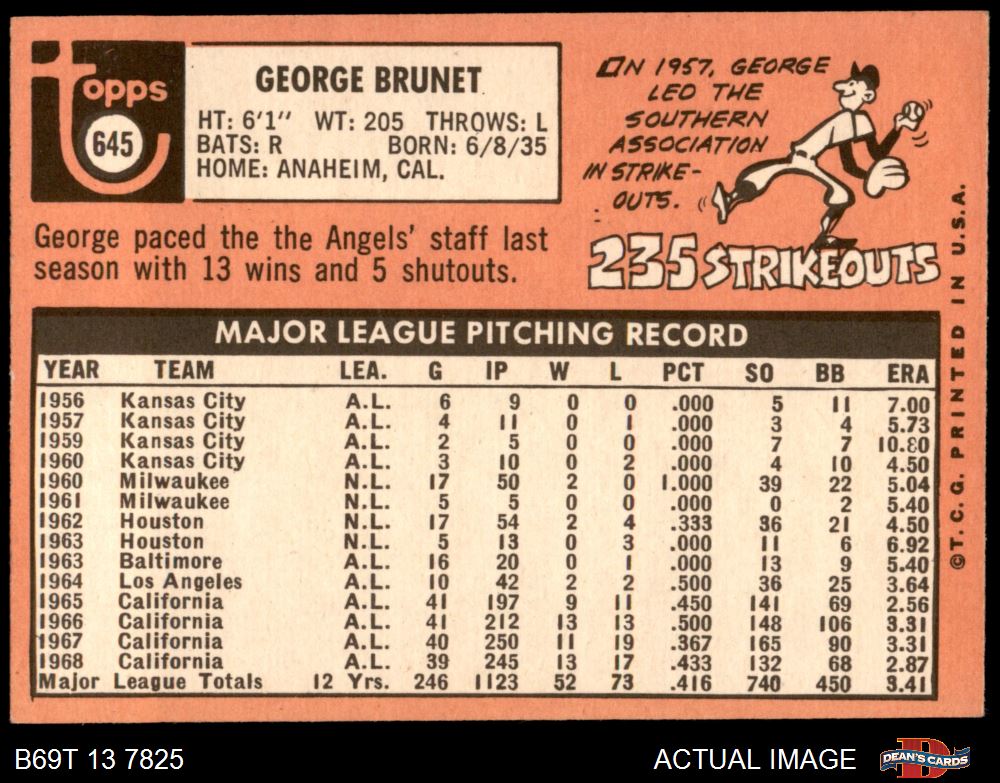 Topps
645
GEORGE BRUNET
HT: 6'1" WT: 205 THROWS: L
BATS: R BORN: 6/8/35
HOME: ANAHEIM, CAL.
George paced the the Angels' staff last
season with 13 wins and 5 shutouts.
ON 1957, GEORGE
LED THE
SOUTHERN
ASSOCIATION
IN STRIKE-
OUTS.
235 STRIKEOUTS
MAJOR LEAGUE PITCHING RECORD
YEAR TEAM LEA. G IP W L PCT SO BB ERA
1956 Kansas City A.L. 6 9 0 0 .000 5 11 7.00
1957 Kansas City A.L. 4 11 0 1 .000 3 4 5.73
1959 Kansas City A.L. 2 5 0 0 .000 7 7 10.80
1960 Kansas City A.L. 3 10 0 2 .000 4 10 4.50
1960 Milwaukee N.L. 17 50 2 0 1.000 39 22 5.04
1961 Milwaukee N.L. 5 5 0 0 .000 0 2 5.40
1962 Houston N.L. 17 54 2 4 .333 36 21 4.50
1963 Houston N.L. 5 13 0 3 .000 11 6 6.92
1963 Baltimore A.L. 16 20 0 1 .000 13 9 5.40
1964 Los Angeles A.L. 10 42 2 2 .500 36 25 3.64
1965 California A.L. 41 197 9 11 .450 141 69 2.56
1966 California A.L. 41 212 13 13 .500 148 106 3.31
1967 California A.L. 40 250 11 19 .367 165 90 3.31
1968 California A.L. 39 245 13 17 .433 132 68 2.87
Major League Totals 12 Yrs. 246 1123 52 73 .416 740 450 3.41
©T.C.G. PRINTED IN U.S.A.
B69T 13 7825
ACTUAL IMAGE
D
DEAN'S CARDS